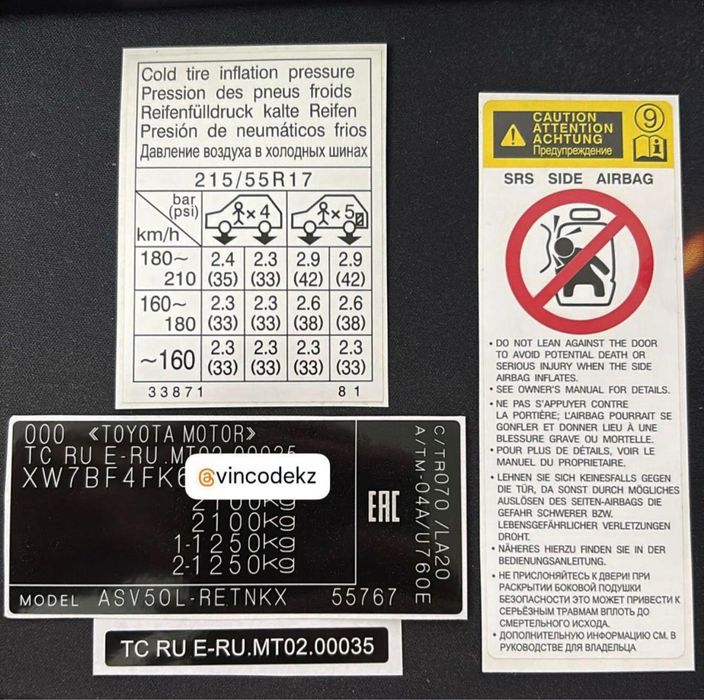 Cold tire inflation pressure
Pression des pneus froids
Reifenfülldruck kalte Reifen
Presión de neumáticos frios
Давление воздуха в холодных шинах
215/55R17
bar
(psi)
km/h
×4
×5
180~ 2.4 2.3 2.9 2.9
210 (35) (33) (42) (42)
160~ 2.3 2.3 2.6 2.6
180 (33) (33) (38) (38)
~160 2.3 2.3 2.3 2.3
(33) (33) (33) (33)
33871 81
CAUTION
ATTENTION
ACHTUNG
Предупреждение
9
i
SRS SIDE AIRBAG
• DO NOT LEAN AGAINST THE DOOR
TO AVOID POTENTIAL DEATH OR
SERIOUS INJURY WHEN THE SIDE
AIRBAG INFLATES.
• SEE OWNER'S MANUAL FOR DETAILS.
• NE PAS S'APPUYER CONTRE
LA PORTIÈRE; L'AIRBAG POURRAIT SE
GONFLER ET DONNER LIEU À UNE
BLESSURE GRAVE OU MORTELLE.
• POUR PLUS DE DÉTAILS, VOIR LE
MANUEL DU PROPRIETAIRE.
• LEHNEN SIE SICH KEINESFALLS GEGEN
DIE TÜR, DA SONST DURCH MÖGLICHES
AUSLÖSEN DES SEITEN-AIRBAGS DIE
GEFAHR SCHWERER BZW.
LEBENSGEFÄHRLICHER VERLETZUNGEN
DROHT.
• NÄHERES HIERZU FINDEN SIE IN DER
BEDIENUNGSANLEITUNG.
• НЕ ПРИСЛОНЯЙТЕСЬ К ДВЕРИ! ПРИ
РАСКРЫТИИ БОКОВОЙ ПОДУШКИ
БЕЗОПАСНОСТИ ЭТО МОЖЕТ ПРИВЕСТИ К
СЕРЬЁЗНЫМ ТРАВМАМ ВПЛОТЬ ДО
СМЕРТЕЛЬНОГО ИСХОДА.
• ДОПОЛНИТЕЛЬНУЮ ИНФОРМАЦИЮ СМ. В
РУКОВОДСТВЕ ДЛЯ ВЛАДЕЛЬЦА
ООО «TOYOTA MOTOR»
TC RU E-RU.MT02.00035
XW7BF4FK6
@vincodekz
2100kg
2100kg
1-1250kg
2-1250kg
EAC
C/TR070 /LA20
A/TM-04A/U760E
MODEL ASV50L-RETNKX 55767
TC RU E-RU.MT02.00035